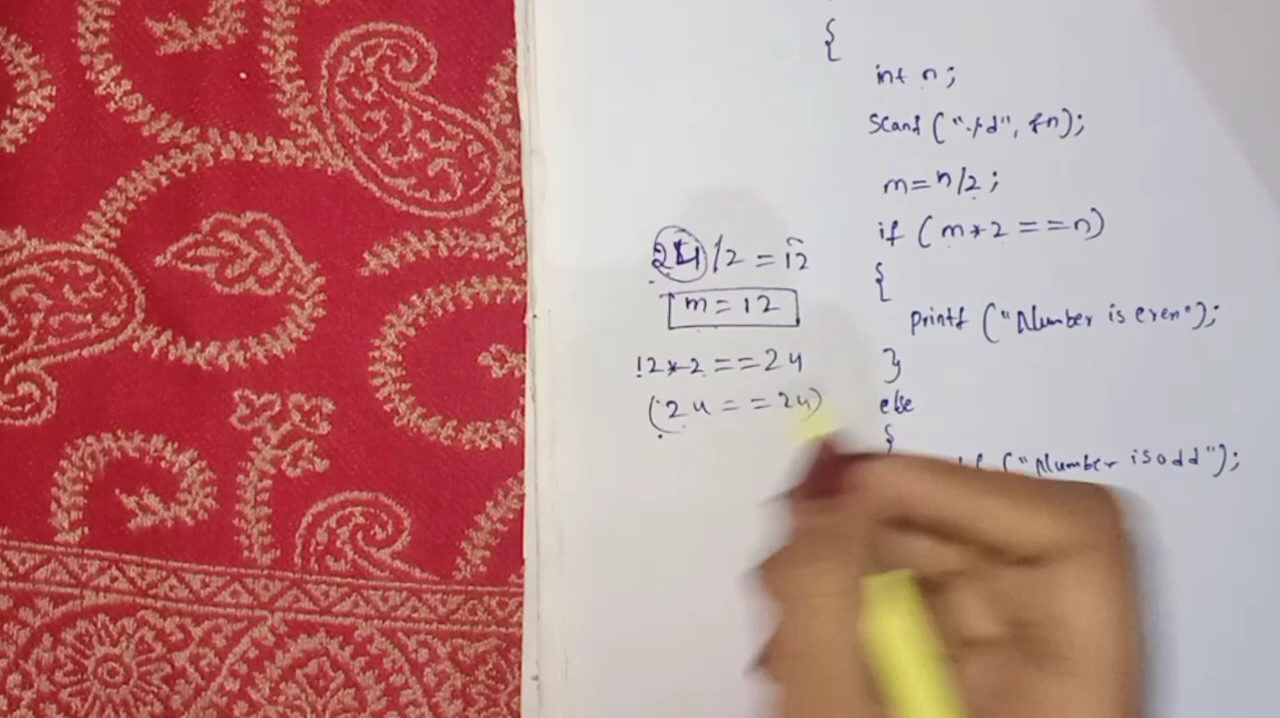 {
int n;
scanf ("%d", &n);
m=n/2;
if (m*2==n)
{
printf ("Number is even");
}
else
{
("Number is odd");
24/2=12
m=12
12*2==24
(24==24)